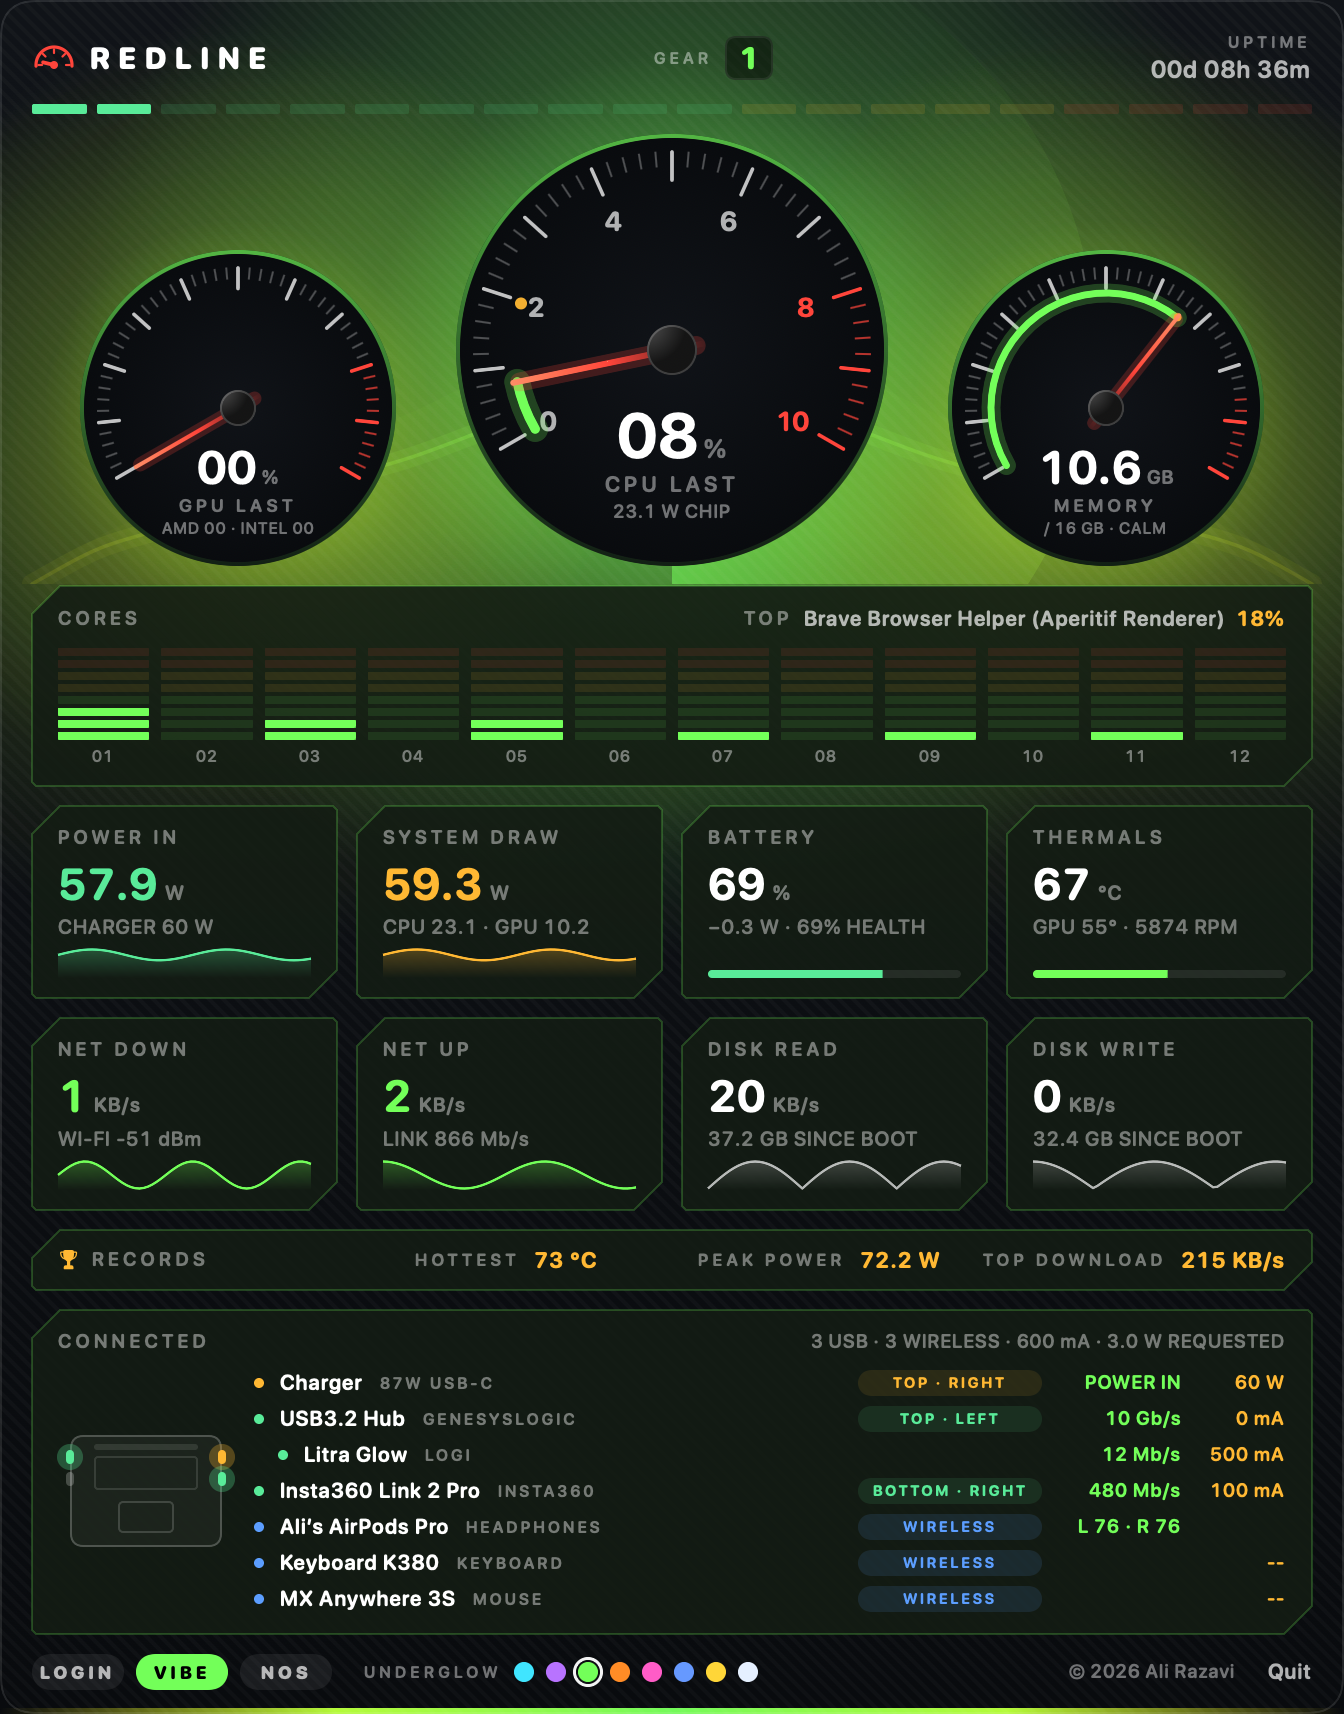 REDLINE
GEAR 1
UPTIME
00d 08h 36m
4 6
2 8
0 10
00 %
GPU LAST
AMD 00 · INTEL 00
08 %
CPU LAST
23.1 W CHIP
10.6 GB
MEMORY
/ 16 GB · CALM
CORES TOP Brave Browser Helper (Aperitif Renderer) 18%
01 02 03 04 05 06 07 08 09 10 11 12
POWER IN
57.9 W
CHARGER 60 W
SYSTEM DRAW
59.3 W
CPU 23.1 · GPU 10.2
BATTERY
69 %
−0.3 W · 69% HEALTH
THERMALS
67 °C
GPU 55° · 5874 RPM
NET DOWN
1 KB/s
WI-FI -51 dBm
NET UP
2 KB/s
LINK 866 Mb/s
DISK READ
20 KB/s
37.2 GB SINCE BOOT
DISK WRITE
0 KB/s
32.4 GB SINCE BOOT
RECORDS HOTTEST 73 °C PEAK POWER 72.2 W TOP DOWNLOAD 215 KB/s
CONNECTED 3 USB · 3 WIRELESS · 600 mA · 3.0 W REQUESTED
Charger 87W USB-C TOP · RIGHT POWER IN 60 W
USB3.2 Hub GENESYSLOGIC TOP · LEFT 10 Gb/s 0 mA
Litra Glow LOGI 12 Mb/s 500 mA
Insta360 Link 2 Pro INSTA360 BOTTOM · RIGHT 480 Mb/s 100 mA
Ali's AirPods Pro HEADPHONES WIRELESS L 76 · R 76
Keyboard K380 KEYBOARD WIRELESS --
MX Anywhere 3S MOUSE WIRELESS --
LOGIN VIBE NOS UNDERGLOW © 2026 Ali Razavi Quit